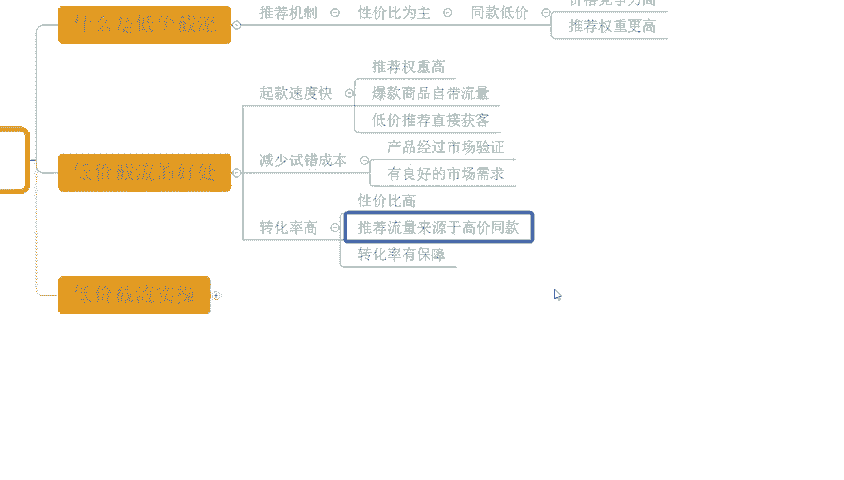 推荐机制
性价比为主
同款低价
价格竞争力高
推荐权重更高
推荐权重高
起款速度快
爆款商品自带流量
低价推荐直接获客
产品经过市场验证
减少试错成本
有良好的市场需求
性价比高
转化率高
推荐流量来源于高价同款
转化率有保障